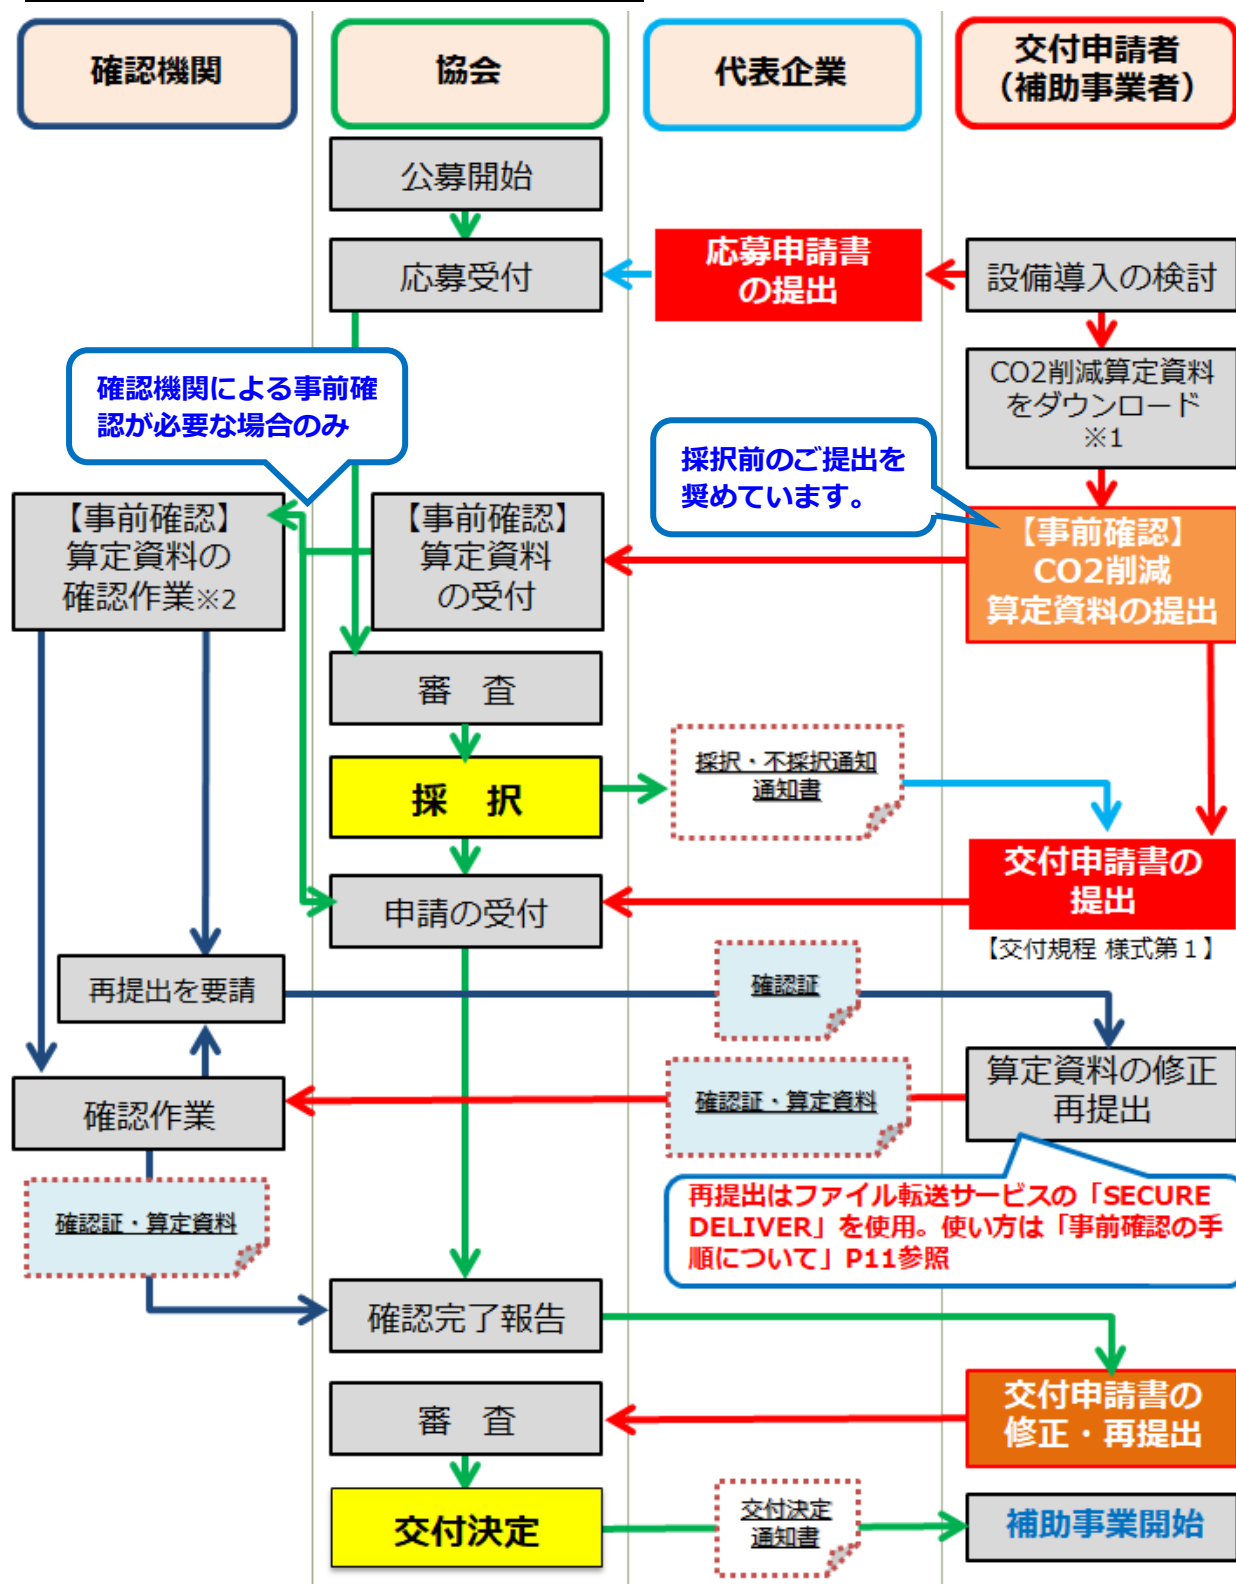 確認機関
協会
代表企業
交付申請者
（補助事業者）
公募開始
応募受付
応募申請書
の提出
設備導入の検討
確認機関による事前確
認が必要な場合のみ
CO2削減算定資料
をダウンロード
※1
採択前のご提出を
奨めています。
【事前確認】
算定資料の
確認作業※2
【事前確認】
算定資料
の受付
【事前確認】
CO2削減
算定資料の提出
審　査
採　択
採択・不採択通知
通知書
交付申請書の
提出
【交付規程 様式第１】
申請の受付
再提出を要請
確認証
算定資料の修正
再提出
確認作業
確認証・算定資料
確認証・算定資料
再提出はファイル転送サービスの「SECURE
DELIVER」を使用。使い方は「事前確認の手
順について」P11参照
確認完了報告
交付申請書の
修正・再提出
審　査
交付決定
交付決定
通知書
補助事業開始